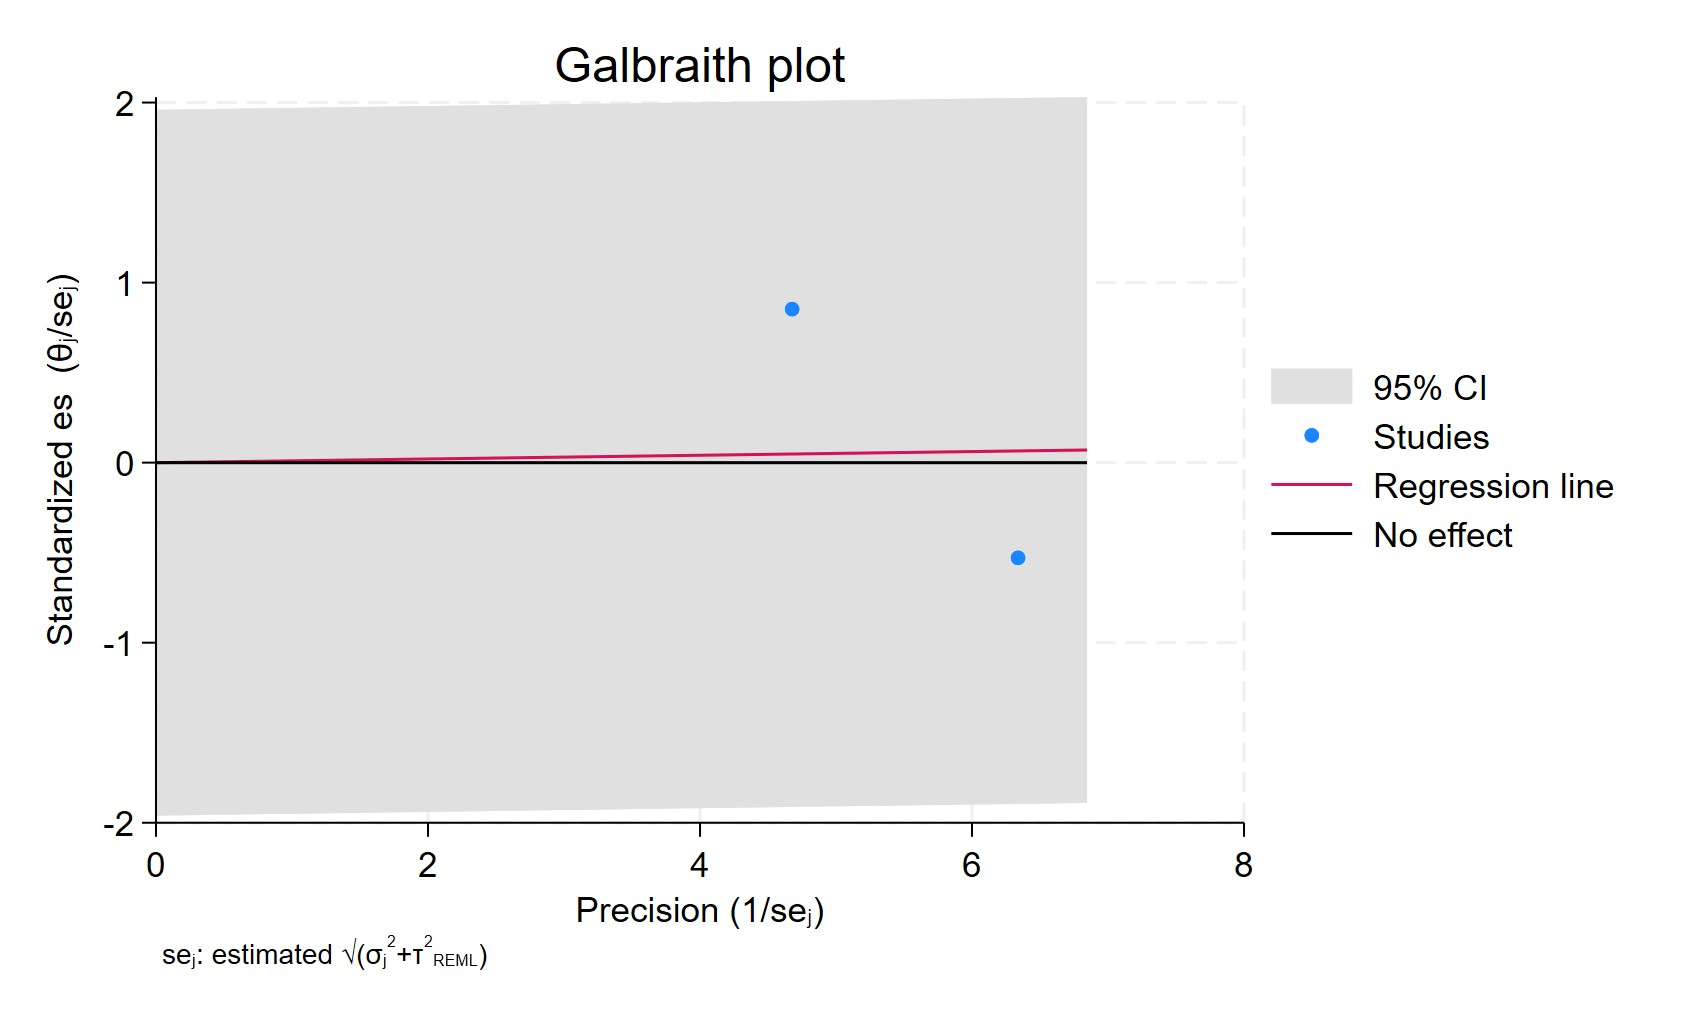 Galbraith plot
2
1
0
-1
-2
Standardized es (θⱼ/seⱼ)
0 2 4 6 8
Precision (1/seⱼ)
95% CI
Studies
Regression line
No effect
seⱼ: estimated √(σⱼ²+τ²REML)